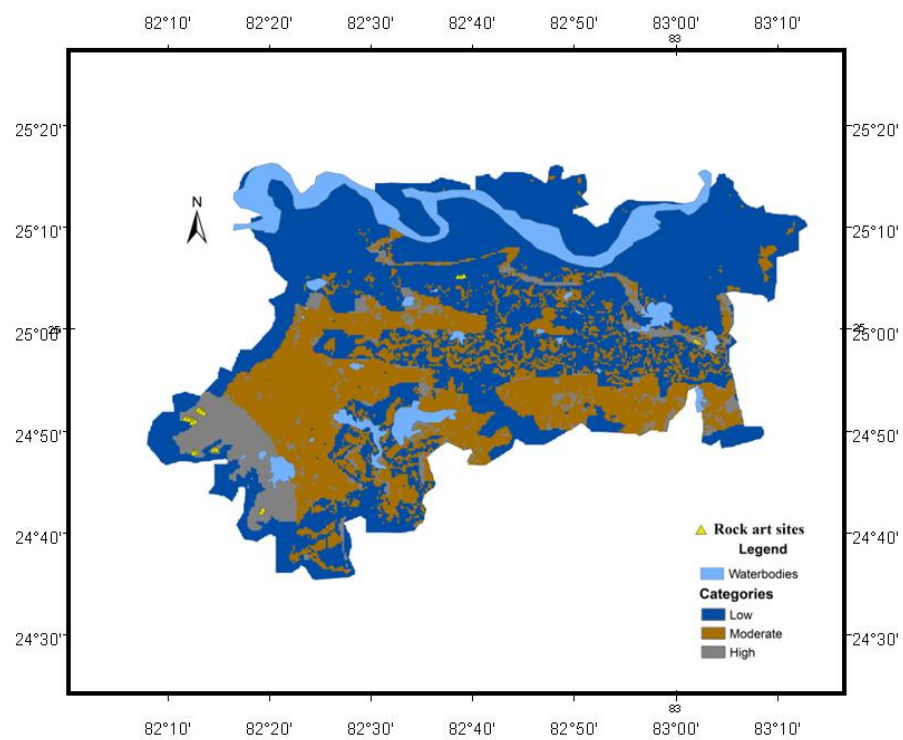 82°10' 82°20' 82°30' 82°40' 82°50' 83°00' 83°10'
83
25°20' 25°20'
N
25°10' 25°10'
25°00' 25 25 25°00'
24°50' 24°50'
24°40' 24°40'
Rock art sites
Legend
Waterbodies
Categories
Low
Moderate
High
24°30' 24°30'
83
82°10' 82°20' 82°30' 82°40' 82°50' 83°00' 83°10'